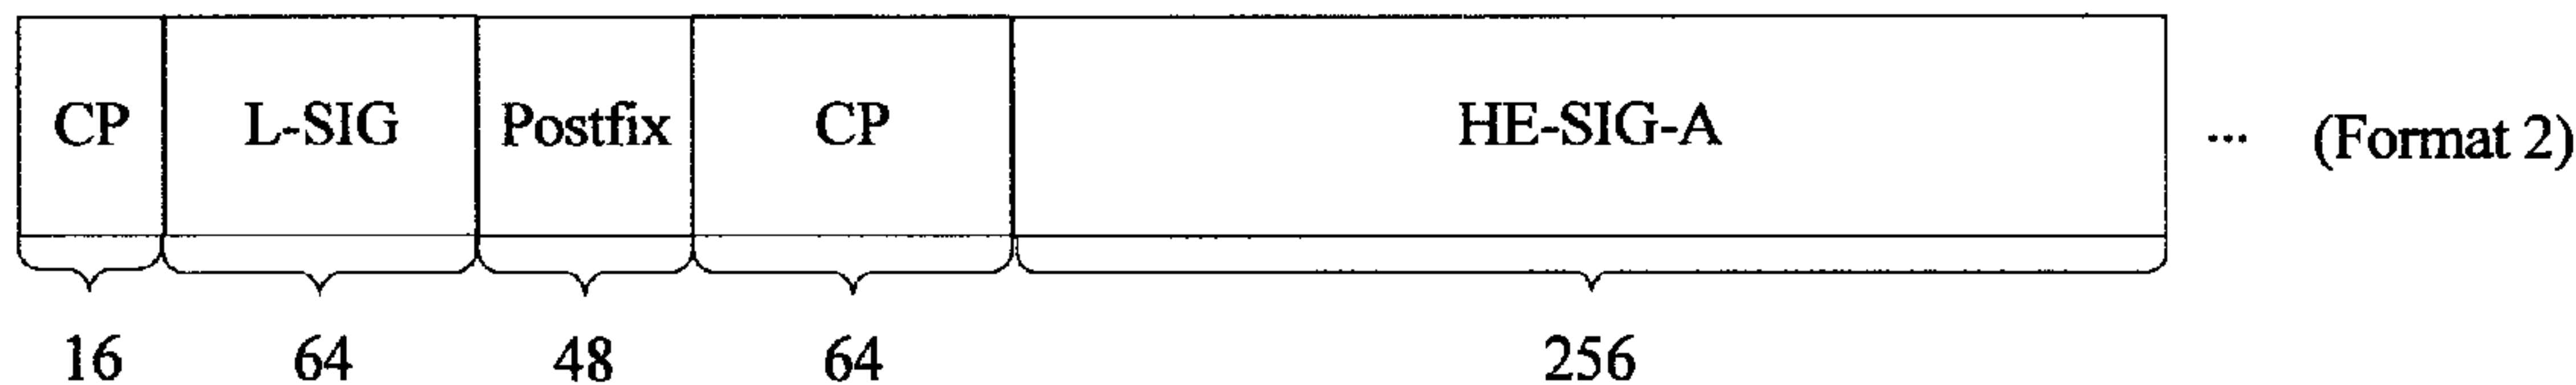 CP L-SIG Postfix CP HE-SIG-A ... (Format 2)
16 64 48 64 256